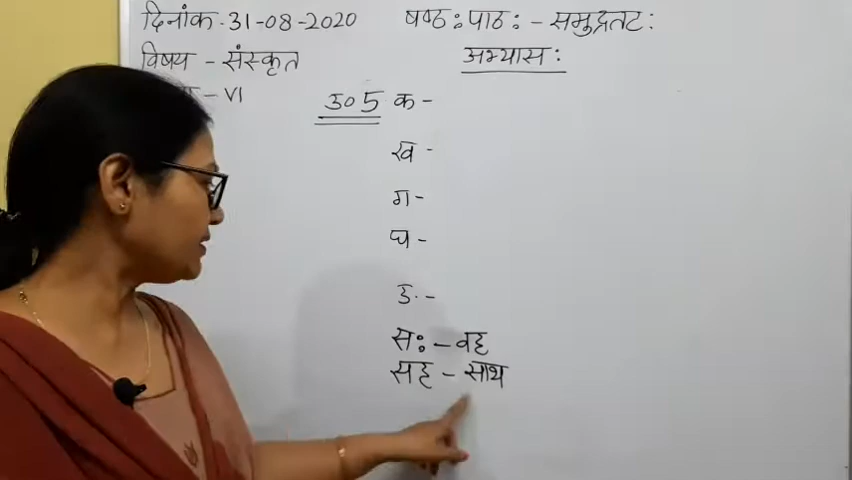 दिनांक - 31-08-2020
षष्ठ: पाठ: - समुद्रतट:
विषय - संस्कृत
अभ्यास:
- VI
उ० 5 क -
ख -
ग -
घ -
ङ -
स: - वह
सह - साथ